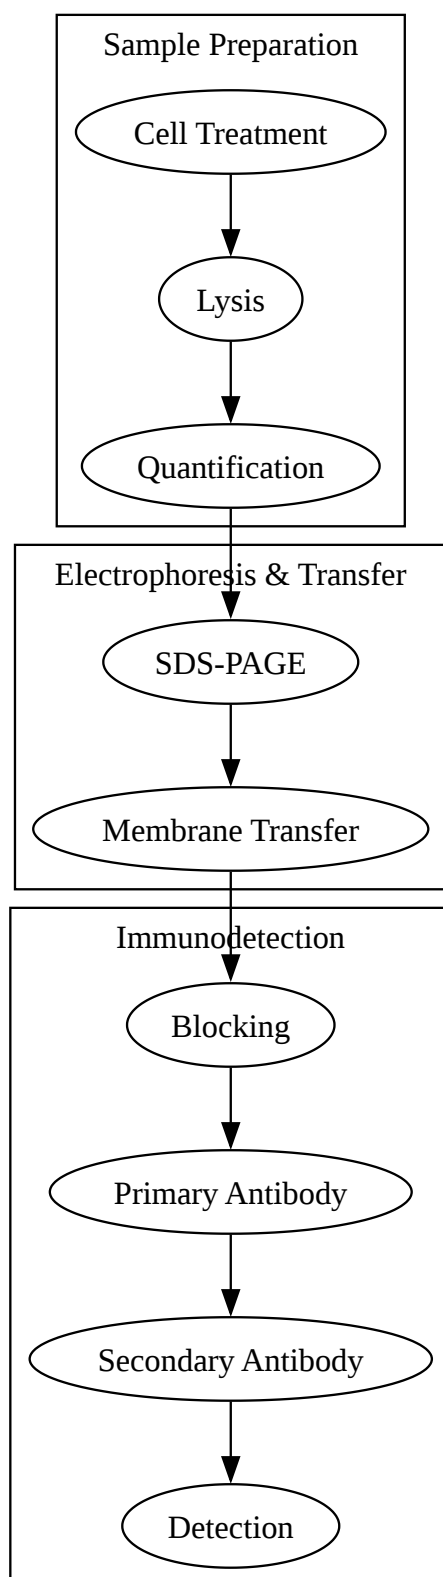 Sample Preparation
Cell Treatment
Lysis
Quantification
Electrophoresis & Transfer
SDS-PAGE
Membrane Transfer
Immunodetection
Blocking
Primary Antibody
Secondary Antibody
Detection